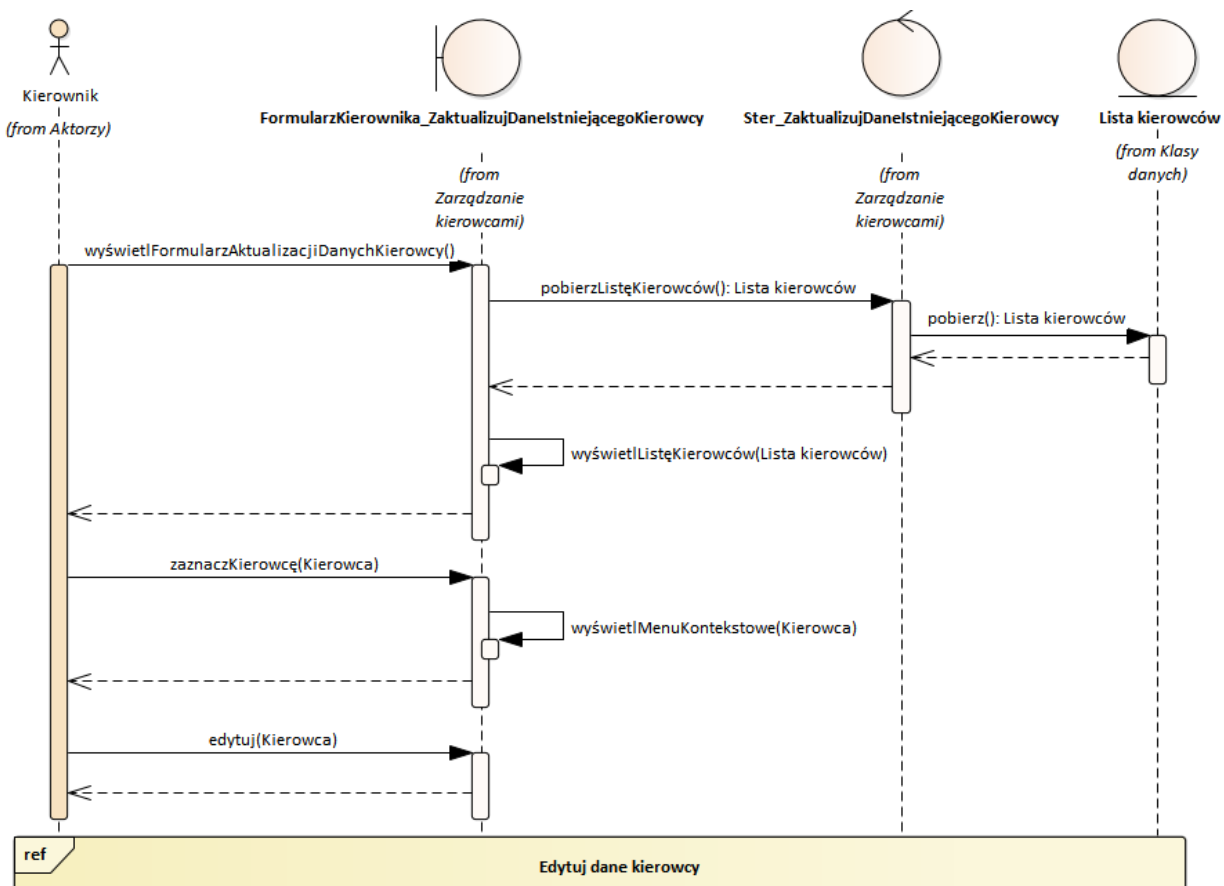 Kierownik
(from Aktorzy)
FormularzKierownika_ZaktualizujDaneIstniejącegoKierowcy
(from
Zarządzanie
kierowcami)
Ster_ZaktualizujDaneIstniejącegoKierowcy
(from
Zarządzanie
kierowcami)
Lista kierowców
(from Klasy
danych)
wyświetlFormularzAktualizacjiDanychKierowcy()
pobierzListęKierowców(): Lista kierowców
pobierz(): Lista kierowców
wyświetlListęKierowców(Lista kierowców)
zaznaczKierowcę(Kierowca)
wyświetlMenuKontekstowe(Kierowca)
edytuj(Kierowca)
ref
Edytuj dane kierowcy